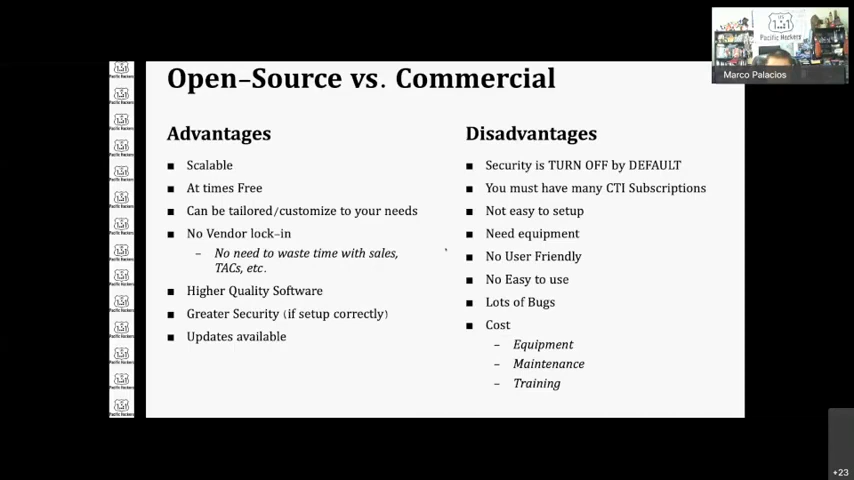 Open-Source vs. Commercial
Advantages
Scalable
At times Free
Can be tailored/customize to your needs
No Vendor lock-in
– No need to waste time with sales,
TACs, etc.
Higher Quality Software
Greater Security (if setup correctly)
Updates available
Disadvantages
Security is TURN OFF by DEFAULT
You must have many CTI Subscriptions
Not easy to setup
Need equipment
No User Friendly
No Easy to use
Lots of Bugs
Cost
– Equipment
– Maintenance
– Training
Pacific Hackers
Marco Palacios
+23